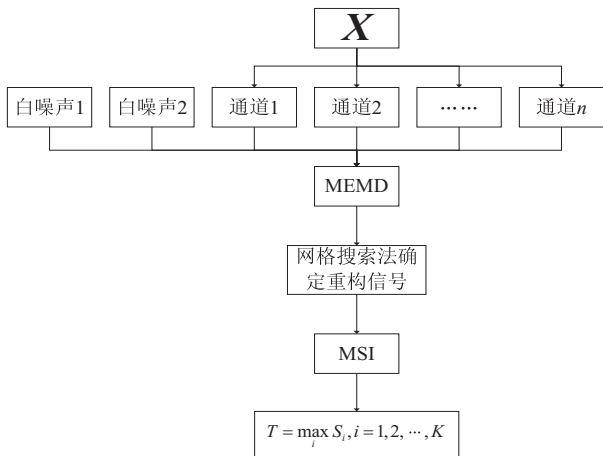 X
白噪声1 白噪声2 通道1 通道2 …… 通道n
MEMD
网格搜索法确
定重构信号
MSI
T = max S_i, i = 1, 2, ⋯, K
i